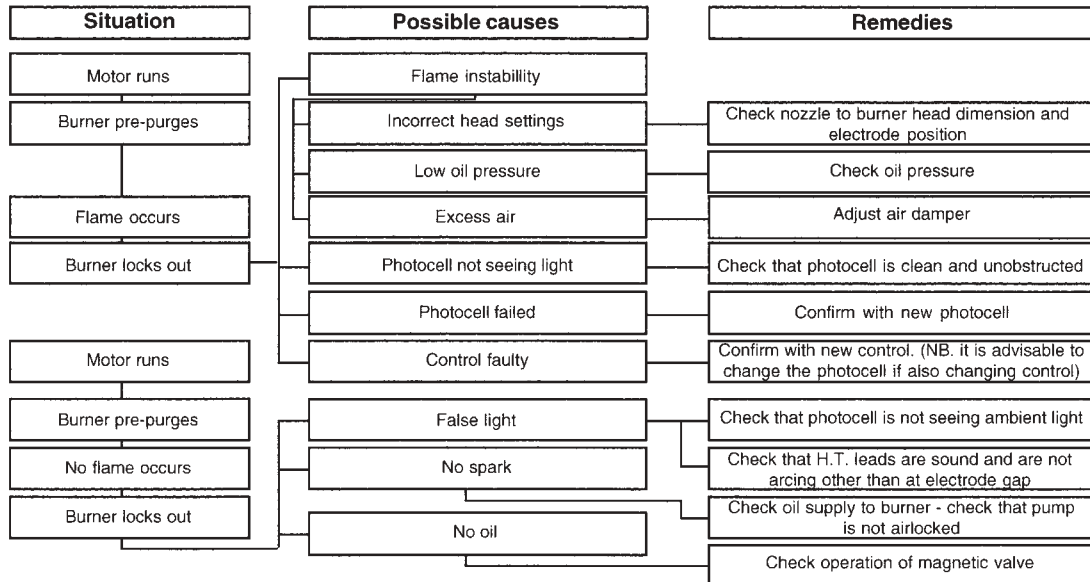 Situation
Possible causes
Remedies
Motor runs
Flame instabillity
Burner pre-purges
Incorrect head settings
Check nozzle to burner head dimension and
electrode position
Low oil pressure
Check oil pressure
Flame occurs
Excess air
Adjust air damper
Burner locks out
Photocell not seeing light
Check that photocell is clean and unobstructed
Photocell failed
Confirm with new photocell
Motor runs
Control faulty
Confirm with new control. (NB. it is advisable to
change the photocell if also changing control)
Burner pre-purges
False light
Check that photocell is not seeing ambient light
No flame occurs
No spark
Check that H.T. leads are sound and are not
arcing other than at electrode gap
Burner locks out
No oil
Check oil supply to burner - check that pump
is not airlocked
Check operation of magnetic valve